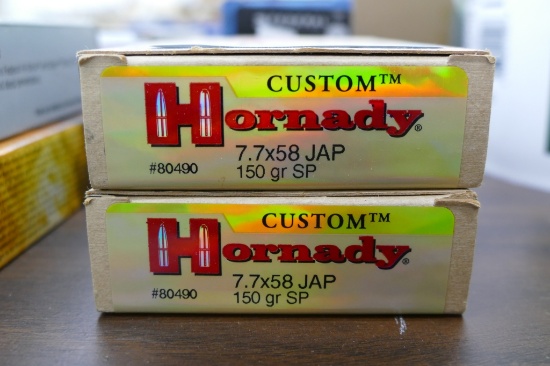 CUSTOM™
Hornady®
7.7x58 JAP
#80490
150 gr SP
CUSTOM™
Hornady®
7.7x58 JAP
#80490
150 gr SP